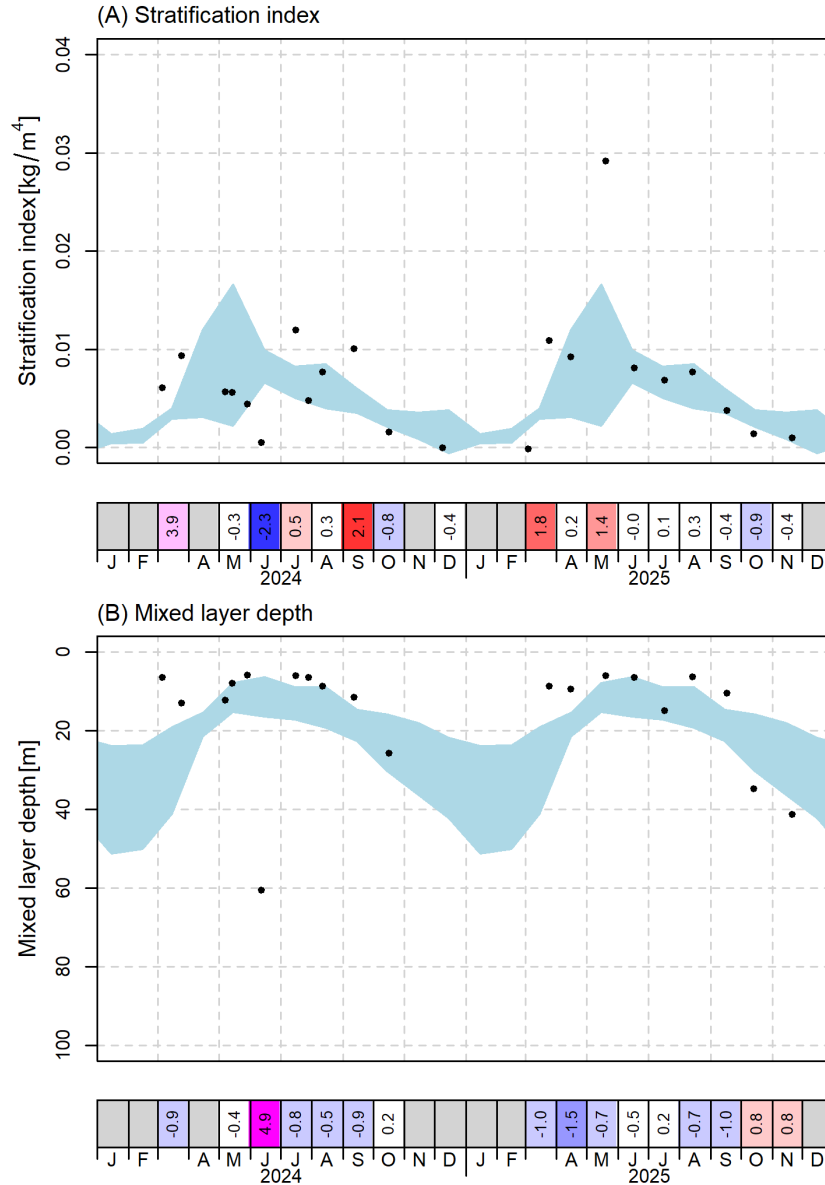 (A) Stratification index
0.04
0.03
0.02
0.01
0.00
Stratification index[kg/m⁴)
3.9 -0.3 -2.3 0.5 0.3 2.1 -0.8 -0.4 1.8 0.2 1.4 -0.0 0.1 0.3 -0.4 -0.9 -0.4
J F A M J J A S O N D J F A M J J A S O N D
2024 2025
(B) Mixed layer depth
0
20
40
60
80
100
Mixed layer depth[m]
-0.9 -0.4 4.9 -0.8 -0.5 -0.9 0.2 -1.0 -1.5 -0.7 -0.5 0.2 -0.7 -1.0 0.8 0.8
J F A M J J A S O N D J F A M J J A S O N D
2024 2025